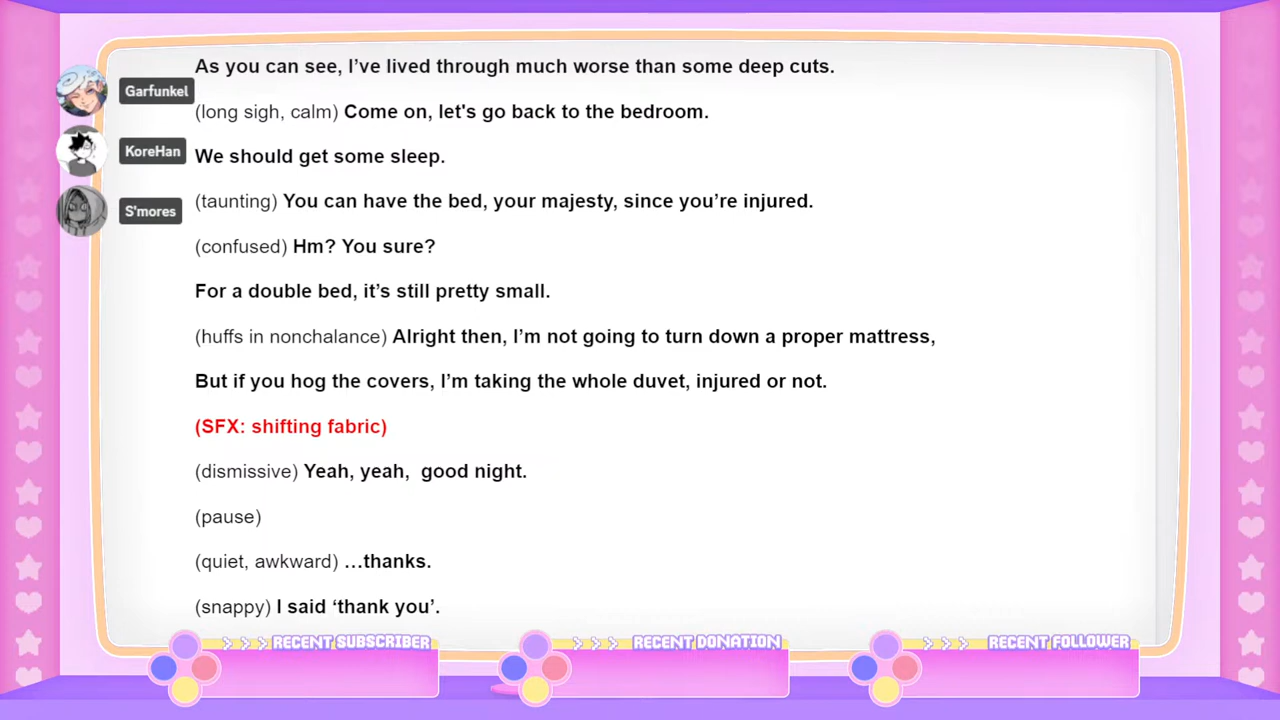 As you can see, I’ve lived through much worse than some deep cuts.
Garfunkel
(long sigh, calm) Come on, let's go back to the bedroom.
KoreHan
We should get some sleep.
(taunting) You can have the bed, your majesty, since you’re injured.
S'mores
(confused) Hm? You sure?
For a double bed, it’s still pretty small.
(huffs in nonchalance) Alright then, I’m not going to turn down a proper mattress,
But if you hog the covers, I’m taking the whole duvet, injured or not.
(SFX: shifting fabric)
(dismissive) Yeah, yeah,  good night.
(pause)
(quiet, awkward) …thanks.
(snappy) I said ‘thank you’.
RECENT SUBSCRIBER
RECENT DONATION
RECENT FOLLOWER